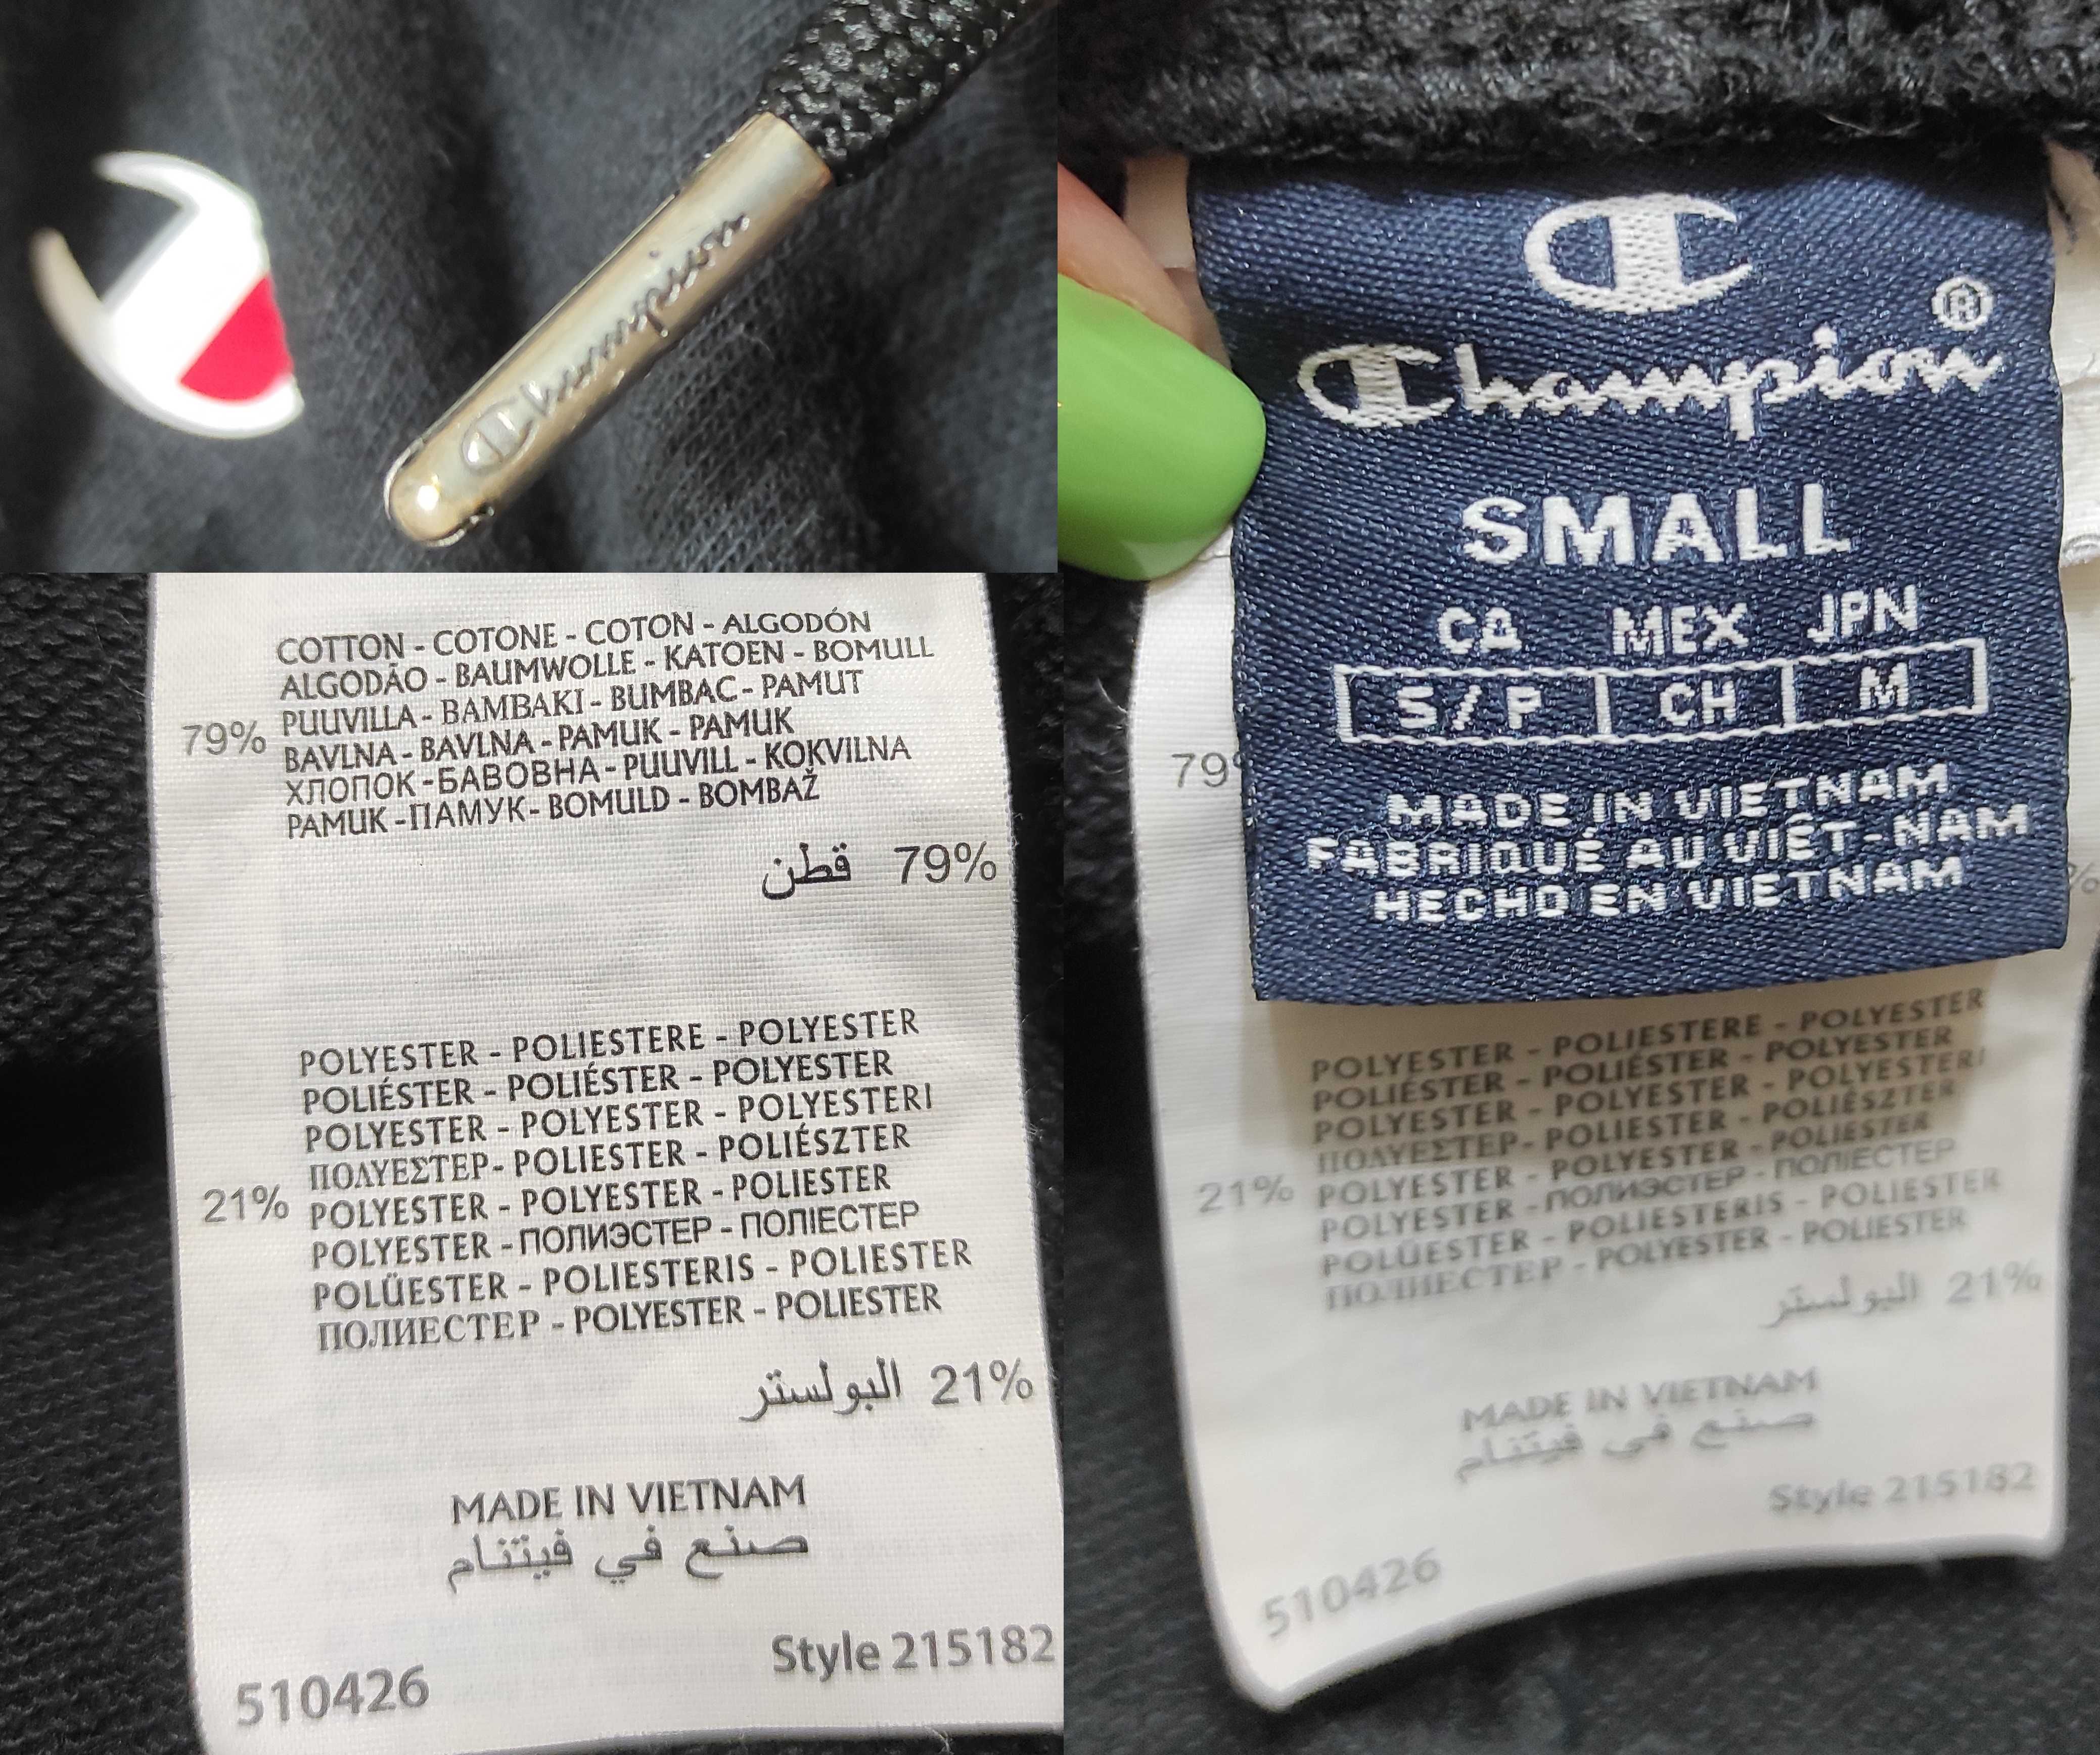 Champion
COTTON - COTONE - COTON - ALGODÓN
ALGODÃO - BAUMWOLLE - KATOEN - BOMULL
PUUVILLA - BAMBAKI - BUMBAC - PAMUT
79%
BAVLNA - BAVLNA - PAMUK - PAMUK
ХЛОПОК - БАВОВНА - PUUVILL - KOKVILNA
PAMUK - ПАМУК - BOMULD - BOMBAŽ
قطن 79%
POLYESTER - POLIESTERE - POLYESTER
POLIÉSTER - POLIÉSTER - POLYESTER
POLYESTER - POLYESTER - POLYESTERI
ΠΟΛΥΕΣΤΕΡ - POLIESTER - POLIÉSZTER
21%
POLYESTER - POLYESTER - POLIESTER
POLYESTER - ПОЛИЭСТЕР - ПОЛІЕСТЕР
POLÜESTER - POLIESTERIS - POLIESTER
ПОЛИЕСТЕР - POLYESTER - POLIESTER
البولستر 21%
MADE IN VIETNAM
صنع في فيتنام
Style 215182
510426
Champion ®
SMALL
CA MEX JPN
S/P CH M
MADE IN VIETNAM
FABRIQUÉ AU VIÊT-NAM
HECHO EN VIETNAM
79%
POLYESTER - POLIESTERE - POLYESTER
POLIÉSTER - POLIÉSTER - POLYESTER
POLYESTER - POLYESTER - POLYESTERI
ΠΟΛΥΕΣΤΕΡ - POLIESTER - POLIÉSZTER
21%
POLYESTER - POLYESTER - POLIESTER
POLYESTER - ПОЛИЭСТЕР - ПОЛІЕСТЕР
POLÜESTER - POLIESTERIS - POLIESTER
ПОЛИЕСТЕР - POLYESTER - POLIESTER
البولستر 21%
MADE IN VIETNAM
صنع في فيتنام
Style 215182
510426